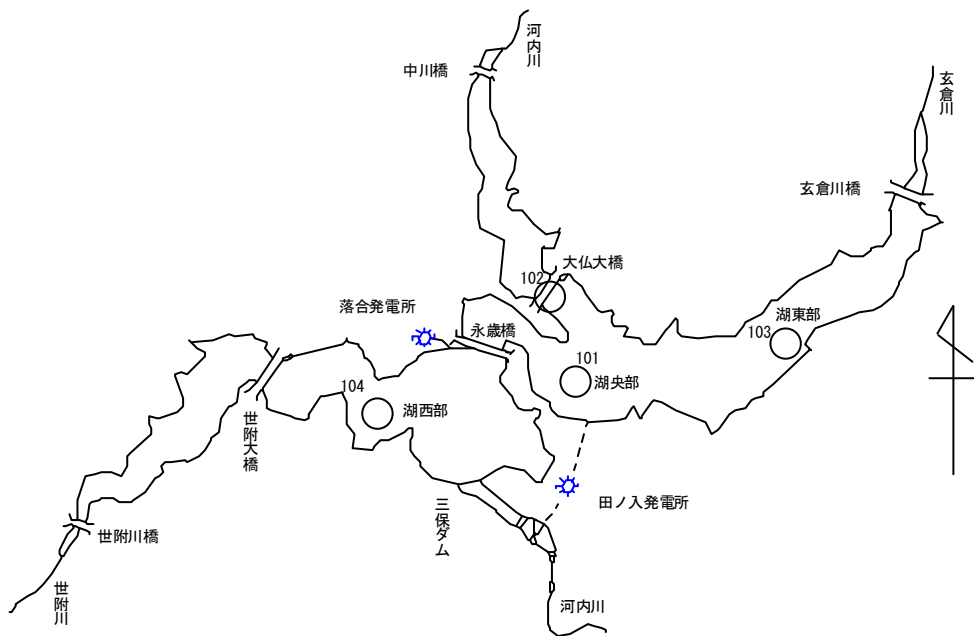 河内川
中川橋
玄倉川
玄倉川橋
大仏大橋
102
落合発電所
永歳橋
湖東部
103
101
湖央部
104
湖西部
世附大橋
三保ダム
田ノ入発電所
世附川橋
世附川
河内川